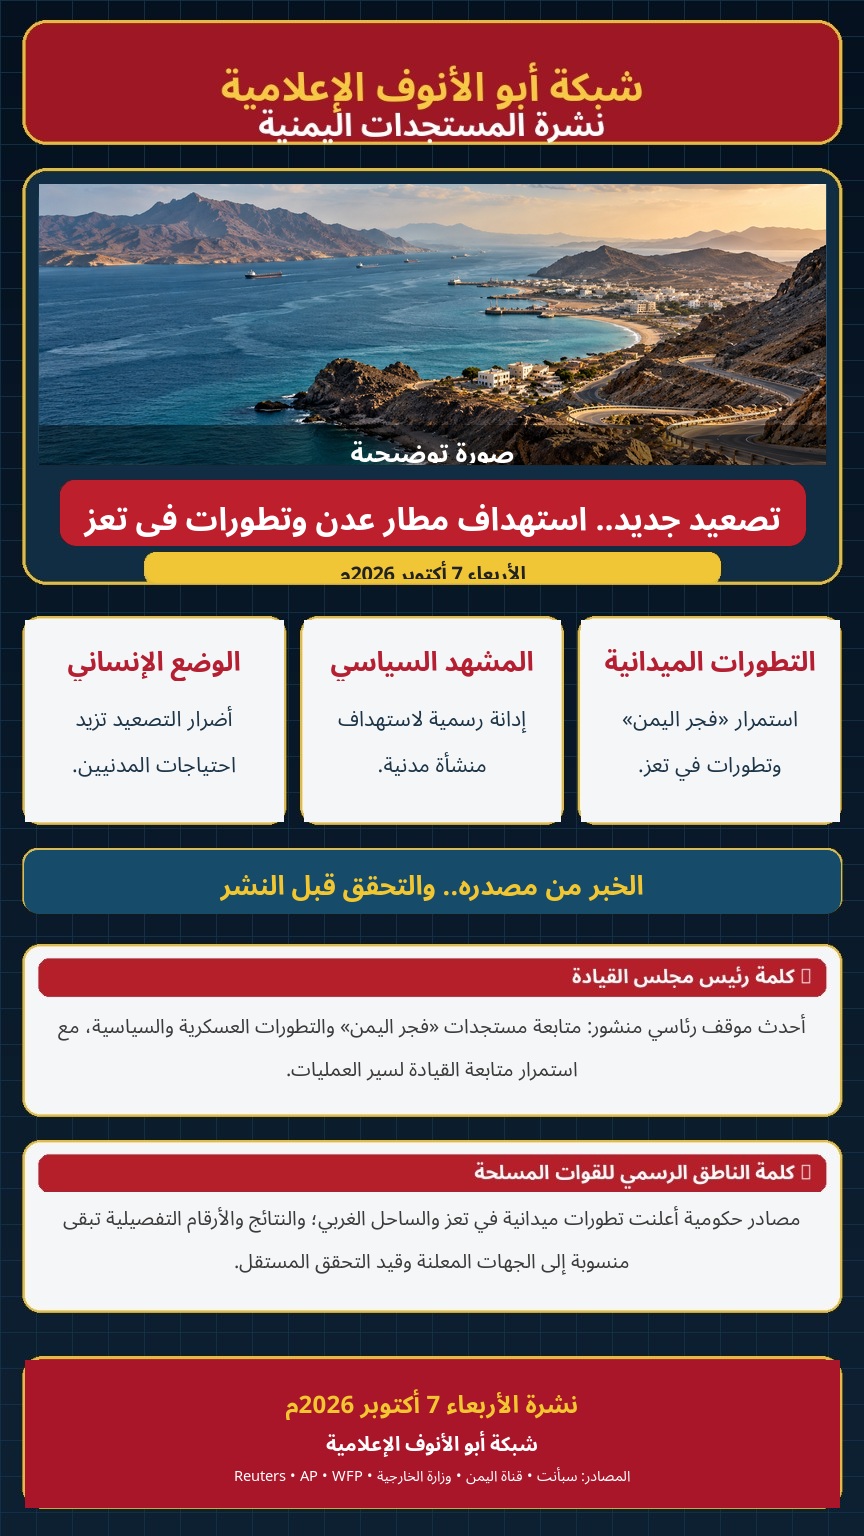 شبكة أبو الأنوف الإعلامية
نشرة المستجدات اليمنية
صورة توضيحية
تصعيد جديد.. استهداف مطار عدن وتطورات في تعز
الأربعاء 7 أكتوبر 2026م
التطورات الميدانية
استمرار «فجر اليمن»
وتطورات في تعز.
المشهد السياسي
إدانة رسمية لاستهداف
منشأة مدنية.
الوضع الإنساني
أضرار التصعيد تزيد
احتياجات المدنيين.
الخبر من مصدره.. والتحقق قبل النشر
كلمة رئيس مجلس القيادة
أحدث موقف رئاسي منشور: متابعة مستجدات «فجر اليمن» والتطورات العسكرية والسياسية، مع
استمرار متابعة القيادة لسير العمليات.
كلمة الناطق الرسمي للقوات المسلحة
مصادر حكومية أعلنت تطورات ميدانية في تعز والساحل الغربي؛ والنتائج والأرقام التفصيلية تبقى
منسوبة إلى الجهات المعلنة وقيد التحقق المستقل.
نشرة الأربعاء 7 أكتوبر 2026م
شبكة أبو الأنوف الإعلامية
المصادر: سبأنت • قناة اليمن • وزارة الخارجية • Reuters • AP • WFP